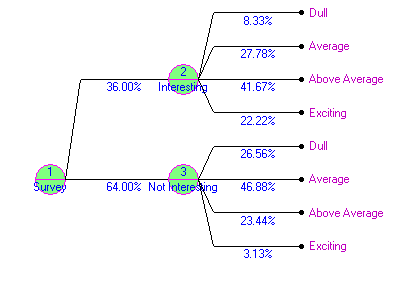 Dull
8.33%
2
Average
27.78%
36.00%
Interesting
Above Average
41.67%
Exciting
22.22%
Dull
26.56%
1
Survey
64.00%
3
Not Interesting
Average
46.88%
Above Average
23.44%
Exciting
3.13%